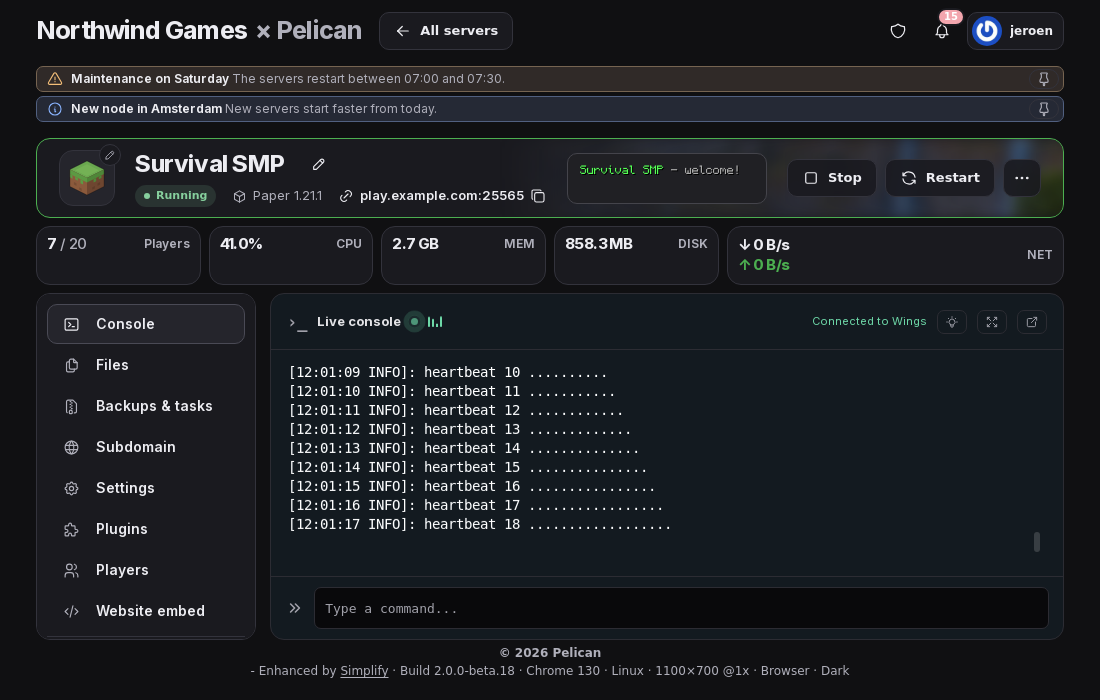 Northwind Games × Pelican
All servers
15
jeroen
Maintenance on Saturday The servers restart between 07:00 and 07:30.
New node in Amsterdam New servers start faster from today.
Survival SMP
Running
Paper 1.21.1
play.example.com:25565
Survival SMP — welcome!
Stop
Restart
7 / 20 Players
41.0% CPU
2.7 GB MEM
858.3 MB DISK
↓ 0 B/s
↑ 0 B/s
NET
Console
Files
Backups & tasks
Subdomain
Settings
Plugins
Players
Website embed
Live console
Connected to Wings
[12:01:09 INFO]: heartbeat 10 ..........
[12:01:10 INFO]: heartbeat 11 ...........
[12:01:11 INFO]: heartbeat 12 ............
[12:01:12 INFO]: heartbeat 13 .............
[12:01:13 INFO]: heartbeat 14 ..............
[12:01:14 INFO]: heartbeat 15 ...............
[12:01:15 INFO]: heartbeat 16 ................
[12:01:16 INFO]: heartbeat 17 .................
[12:01:17 INFO]: heartbeat 18 ..................
Type a command...
© 2026 Pelican
- Enhanced by Simplify · Build 2.0.0-beta.18 · Chrome 130 · Linux · 1100×700 @1x · Browser · Dark